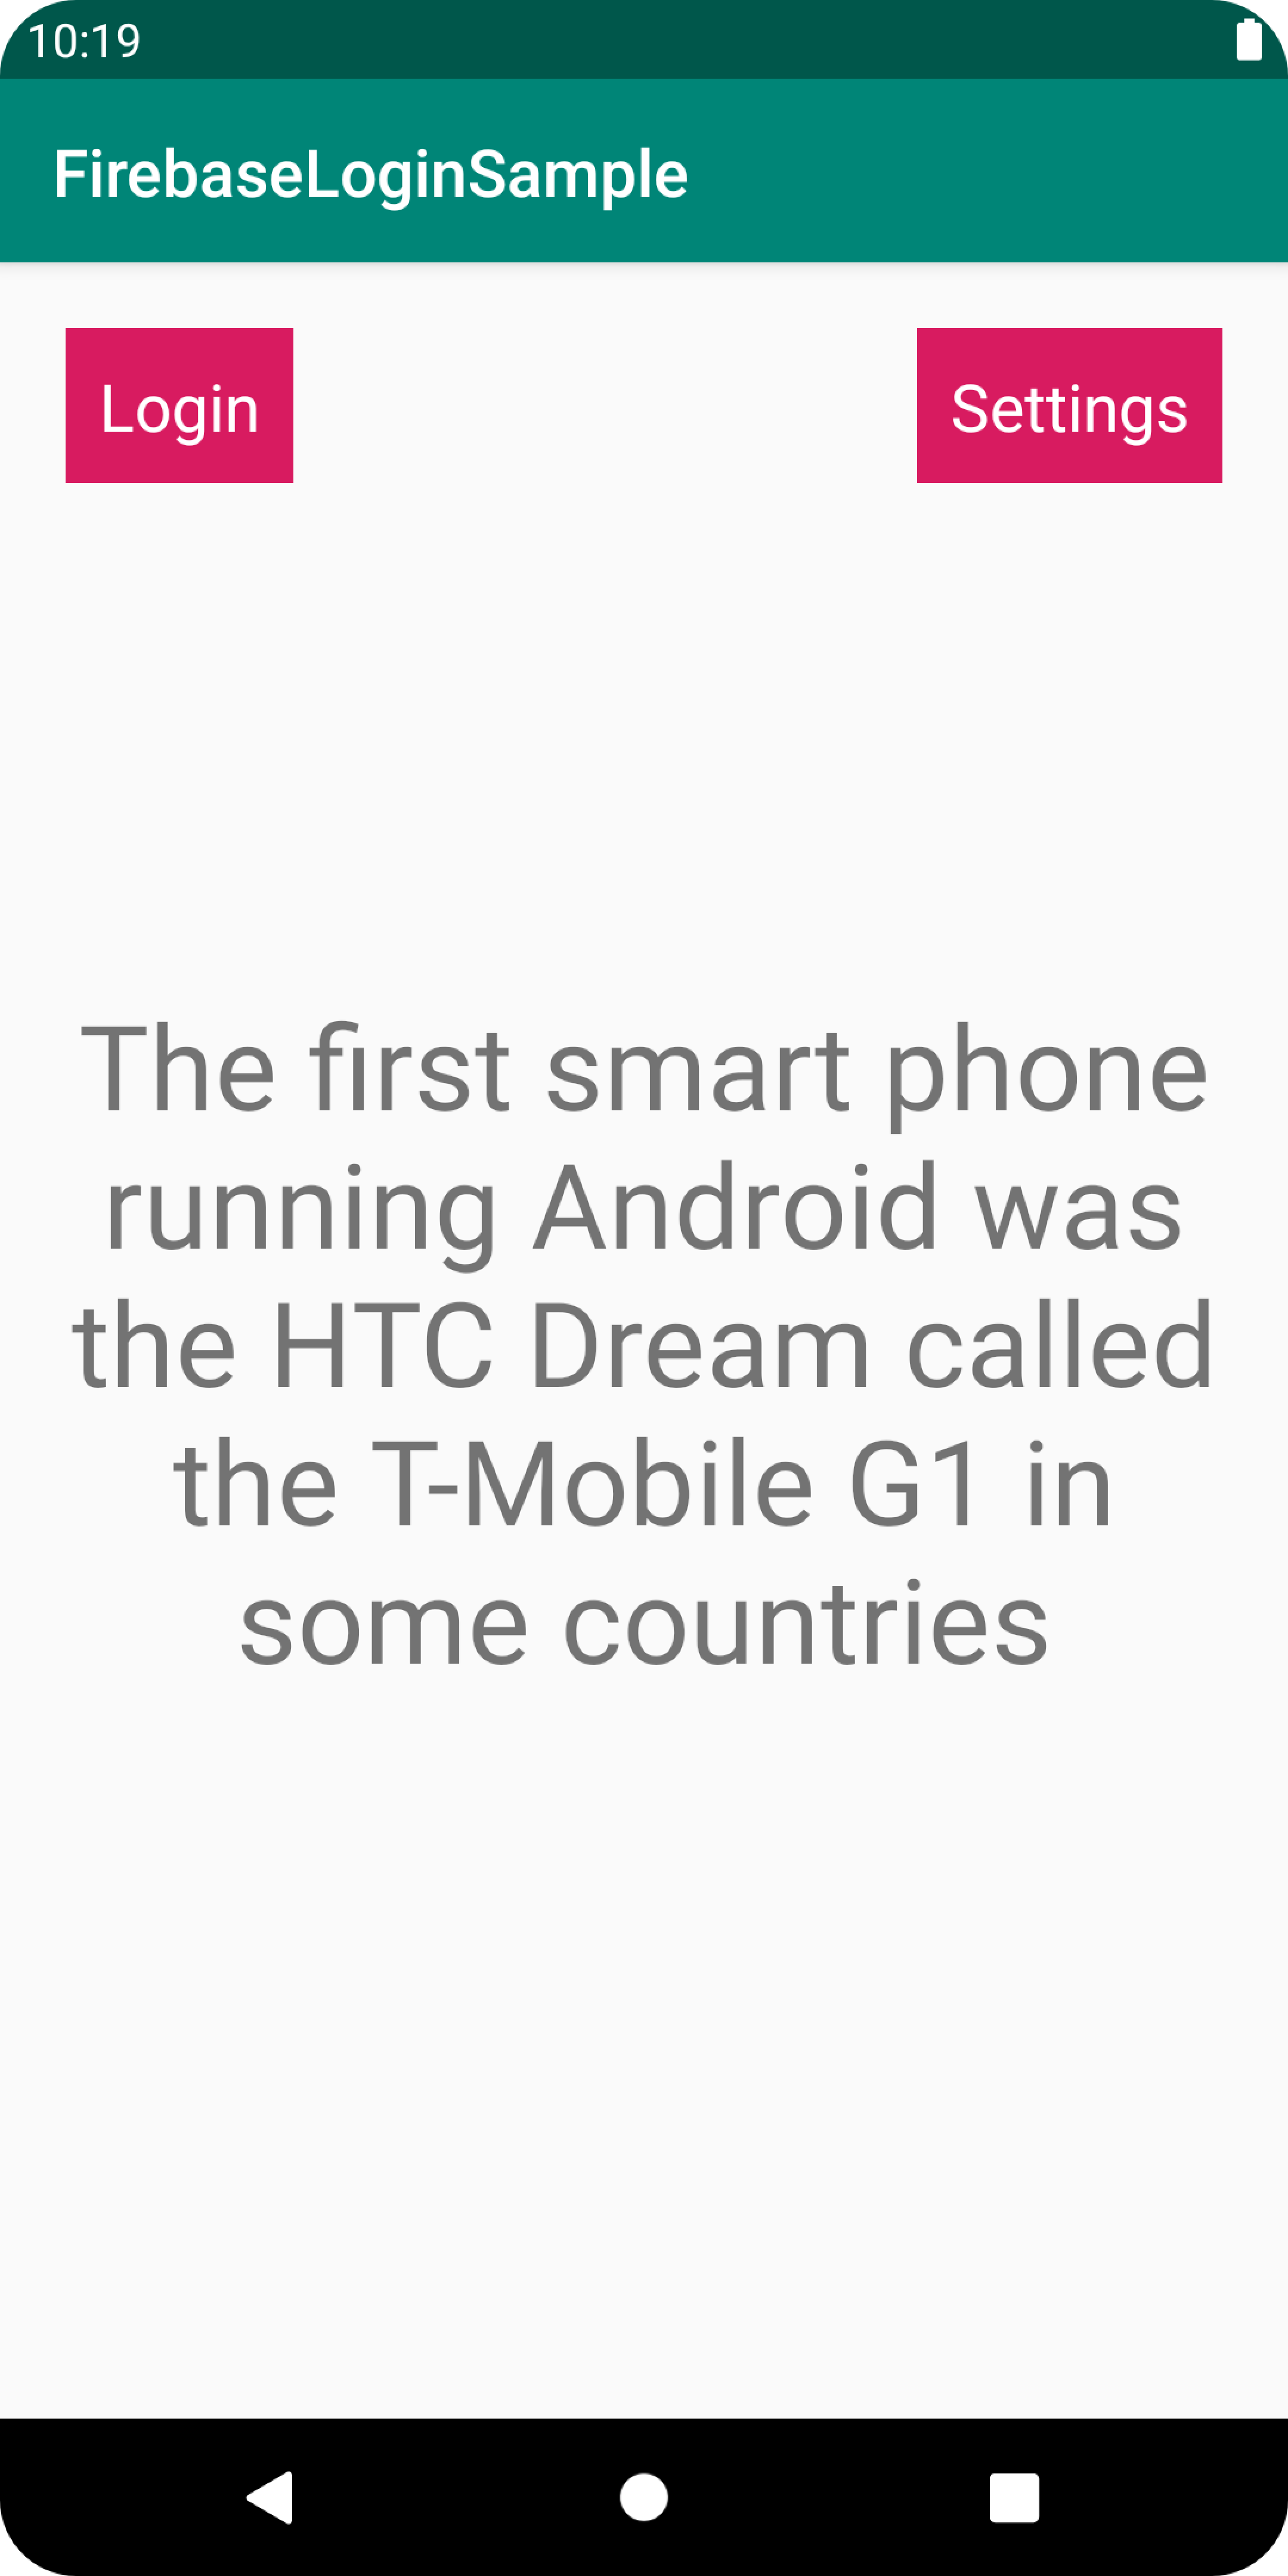 10:19
FirebaseLoginSample
Login
Settings
The first smart phone
running Android was
the HTC Dream called
the T-Mobile G1 in
some countries